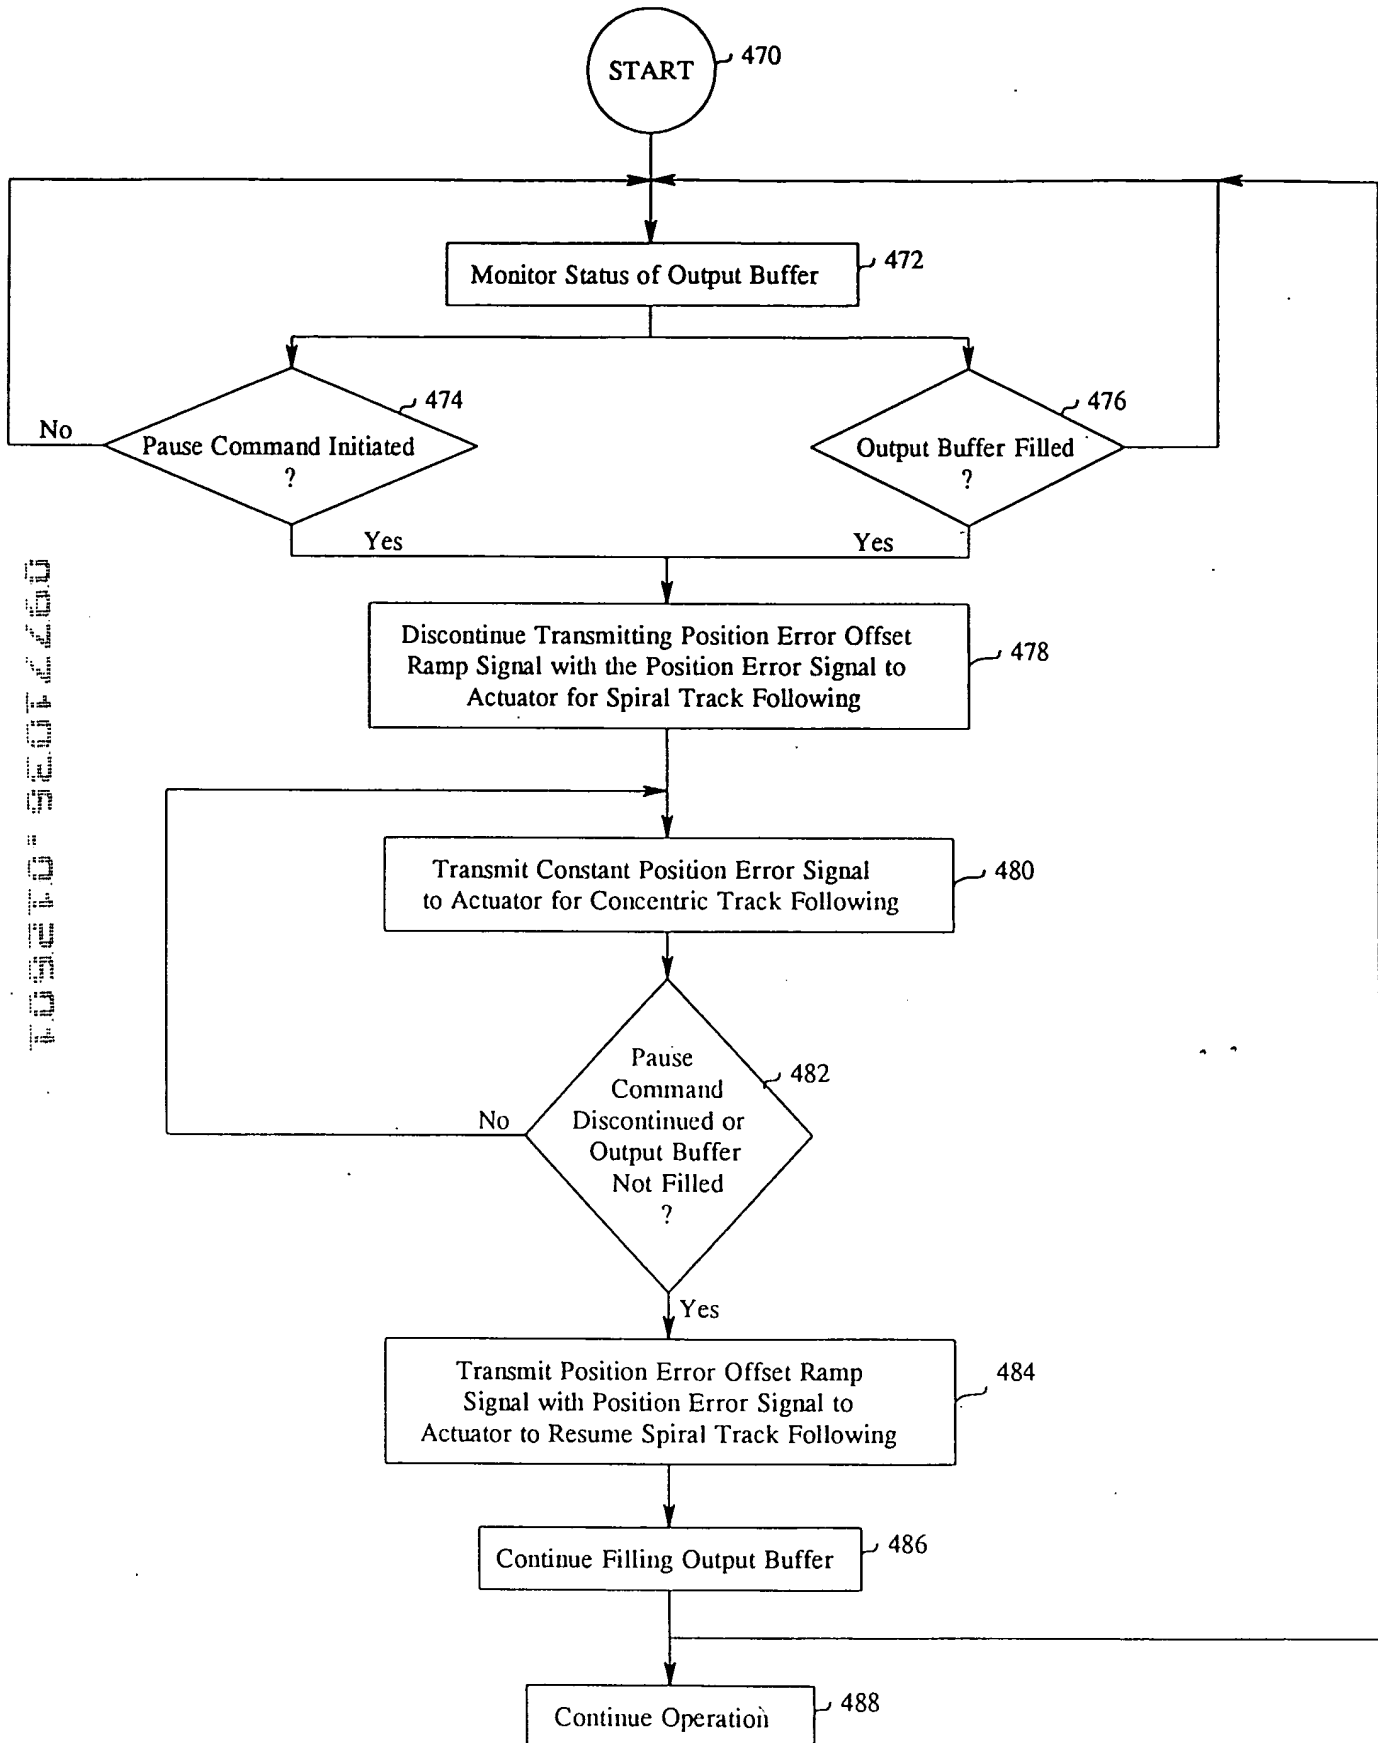 START
470
Monitor Status of Output Buffer
472
474
476
No
Pause Command Initiated
?
Output Buffer Filled
?
Yes
Yes
Discontinue Transmitting Position Error Offset
Ramp Signal with the Position Error Signal to
Actuator for Spiral Track Following
478
Transmit Constant Position Error Signal
to Actuator for Concentric Track Following
480
Pause
Command
Discontinued or
Output Buffer
Not Filled
?
482
No
Yes
Transmit Position Error Offset Ramp
Signal with Position Error Signal to
Actuator to Resume Spiral Track Following
484
Continue Filling Output Buffer
486
Continue Operation
488